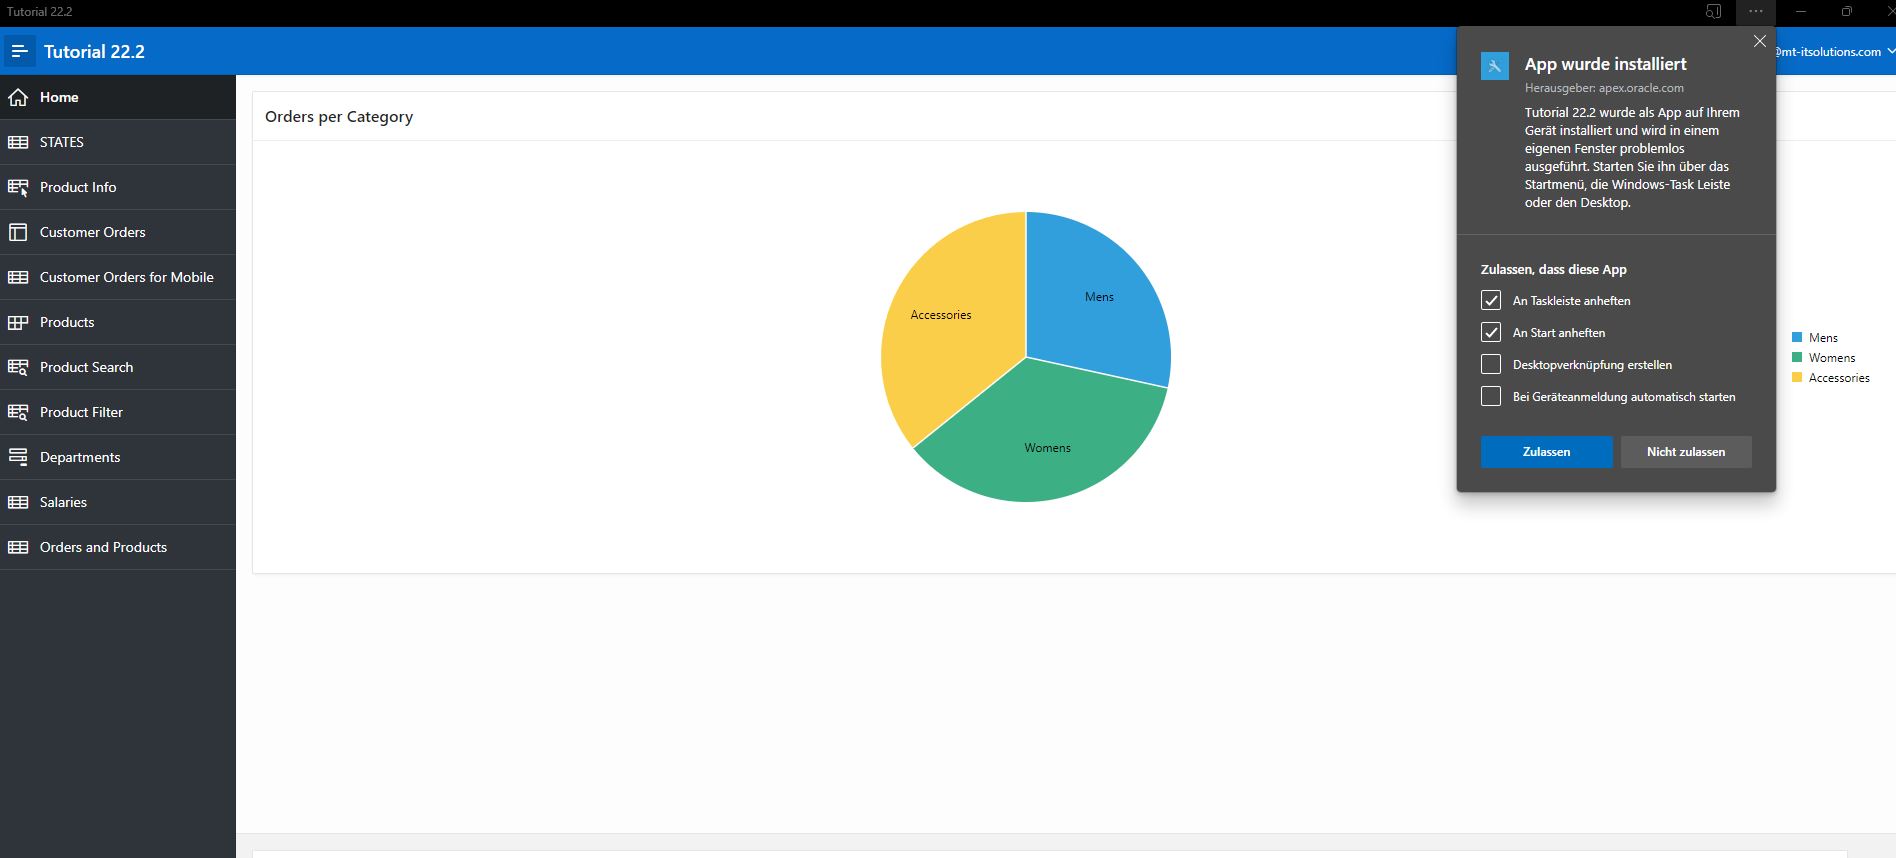 Tutorial 22.2
Tutorial 22.2
@mt-itsolutions.com
Home
STATES
Product Info
Customer Orders
Customer Orders for Mobile
Products
Product Search
Product Filter
Departments
Salaries
Orders and Products
Orders per Category
Mens
Accessories
Womens
Mens
Womens
Accessories
App wurde installiert
Herausgeber: apex.oracle.com
Tutorial 22.2 wurde als App auf Ihrem
Gerät installiert und wird in einem
eigenen Fenster problemlos
ausgeführt. Starten Sie ihn über das
Startmenü, die Windows-Task Leiste
oder den Desktop.
Zulassen, dass diese App
An Taskleiste anheften
An Start anheften
Desktopverknüpfung erstellen
Bei Geräteanmeldung automatisch starten
Zulassen
Nicht zulassen